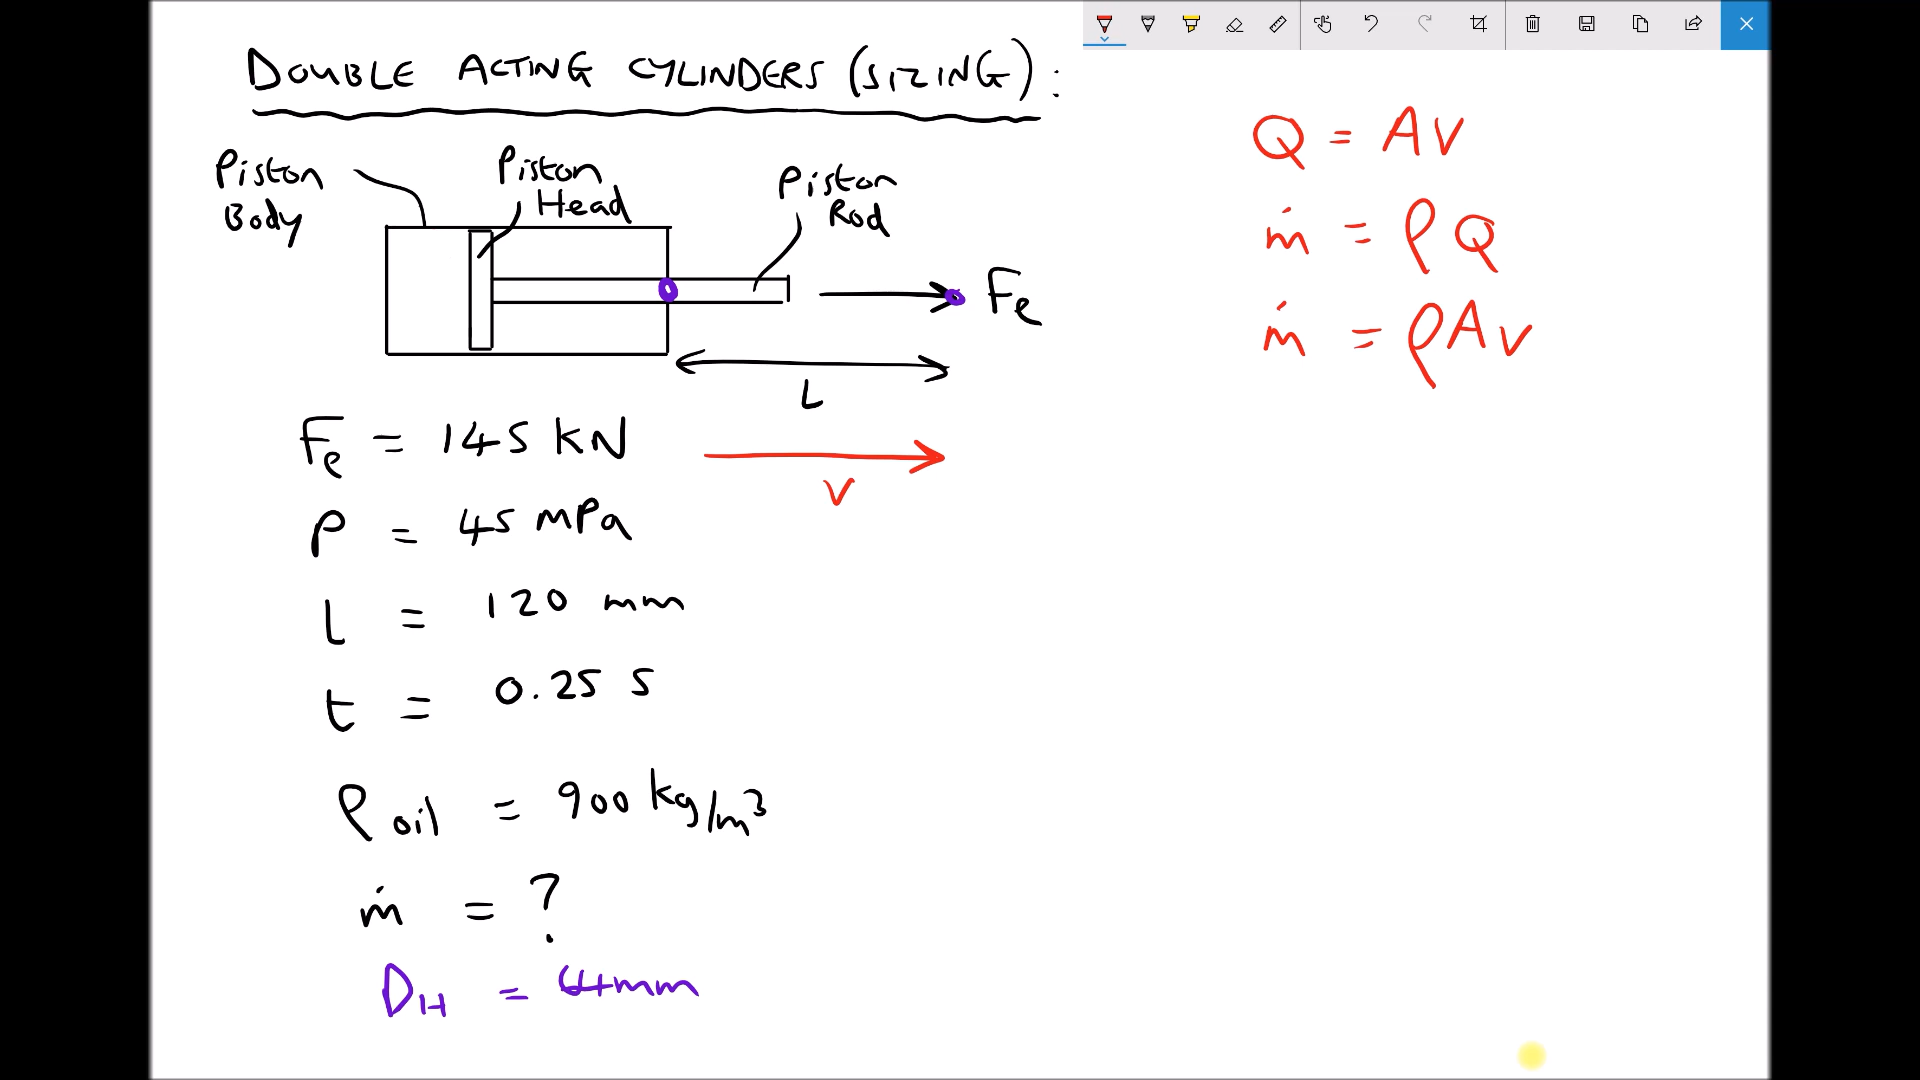 DOUBLE ACTING CYLINDERS (SIZING):
Piston Body
Piston Head
Piston Rod
Fe
L
Fe = 145 kN
V
P = 45 mPa
L = 120 mm
t = 0.25 s
ρ oil = 900 kg/m³
ṁ = ?
DH = 64mm
Q = AV
ṁ = ρQ
ṁ = ρAV